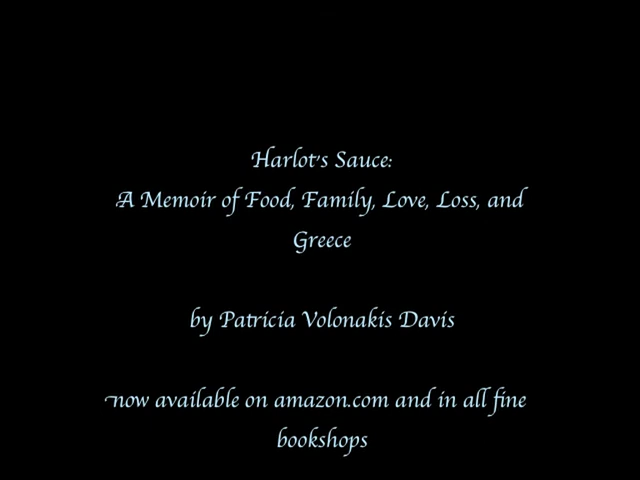 Harlot's Sauce:
A Memoir of Food, Family, Love, Loss, and
Greece
by Patricia Volonakis Davis
now available on amazon.com and in all fine
bookshops